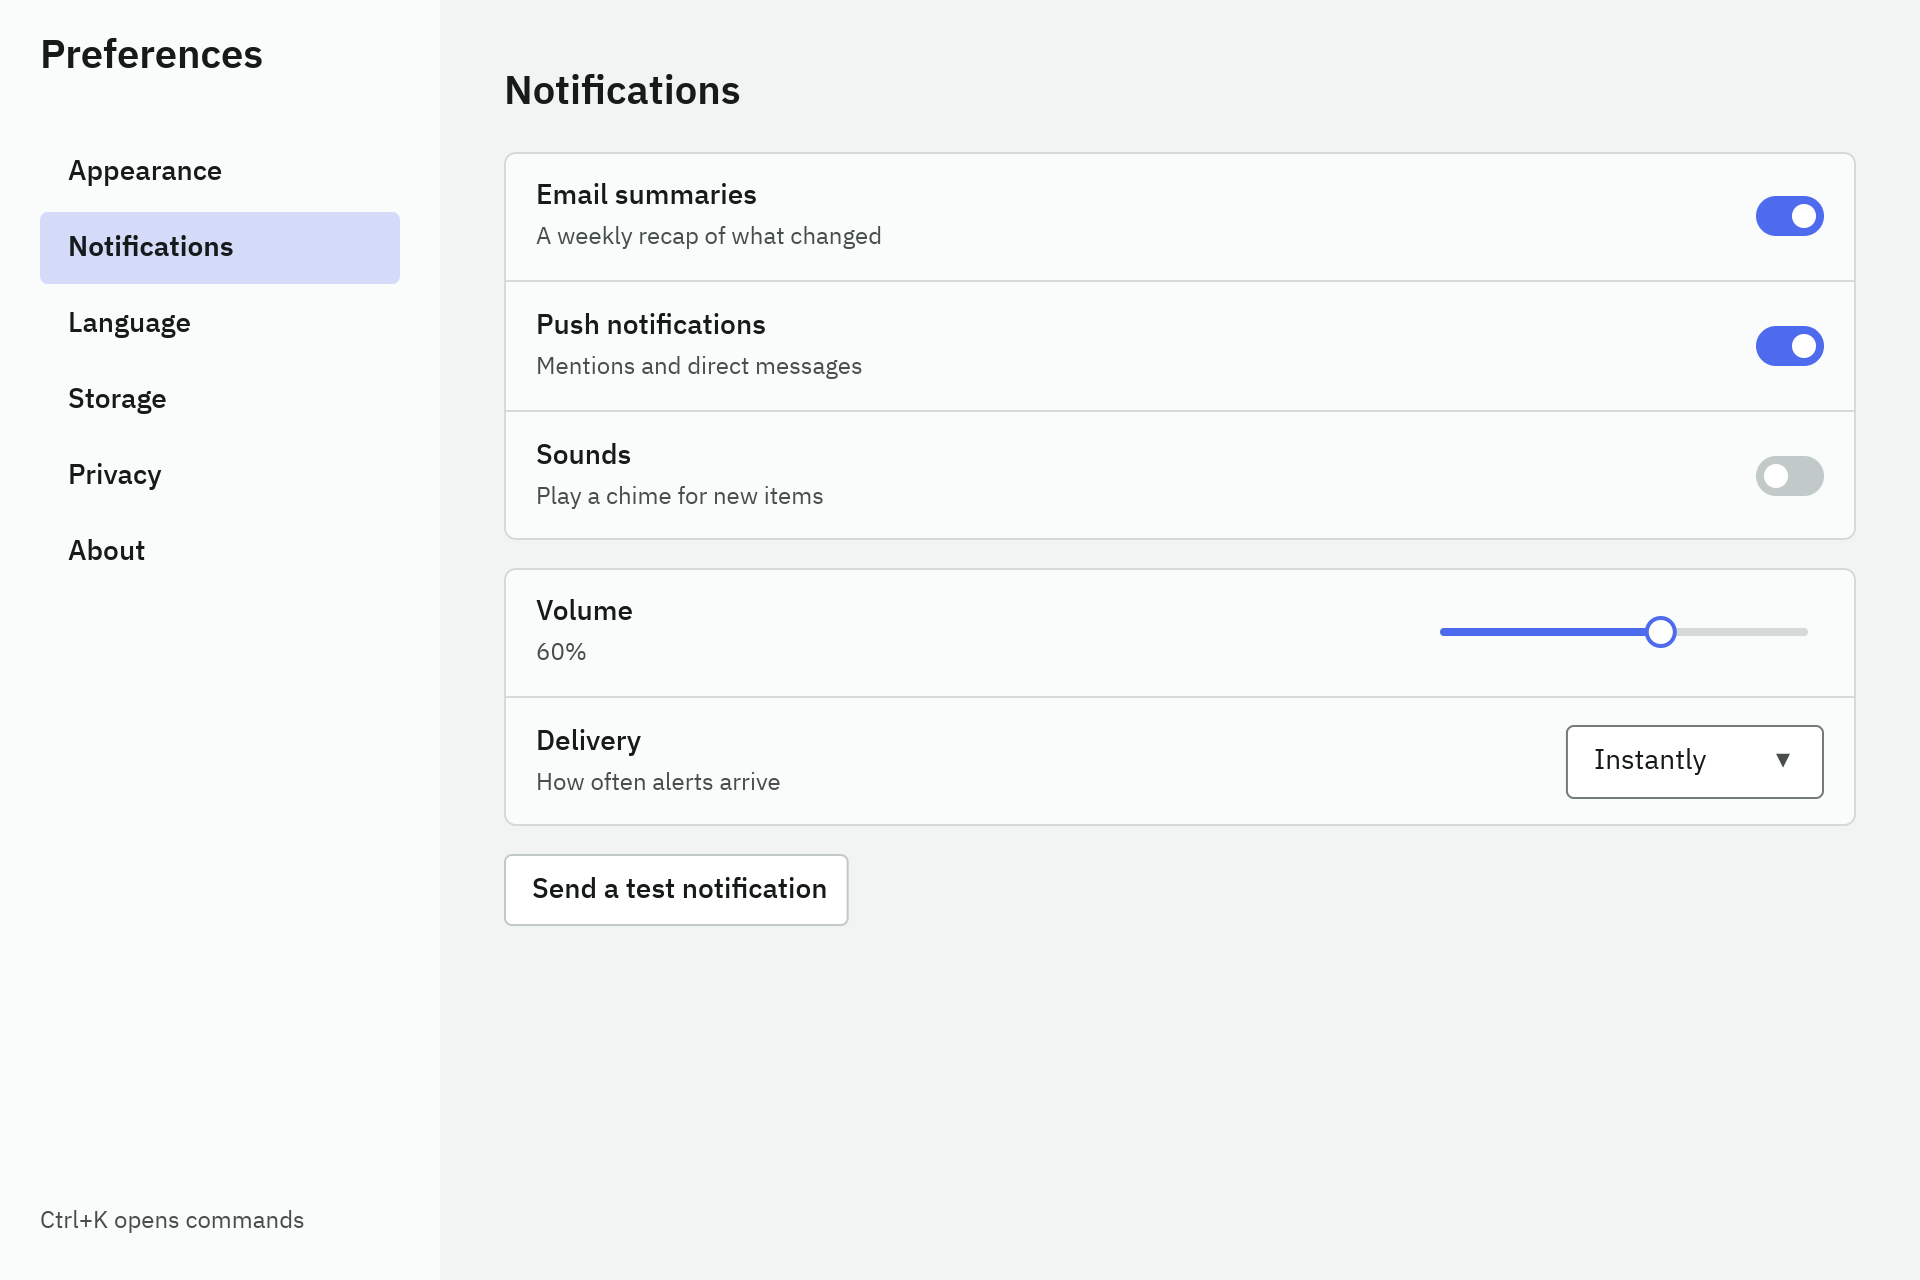 Preferences
Appearance
Notifications
Language
Storage
Privacy
About
Ctrl+K opens commands
Notifications
Email summaries
A weekly recap of what changed
Push notifications
Mentions and direct messages
Sounds
Play a chime for new items
Volume
60%
Delivery
How often alerts arrive
Instantly
Send a test notification